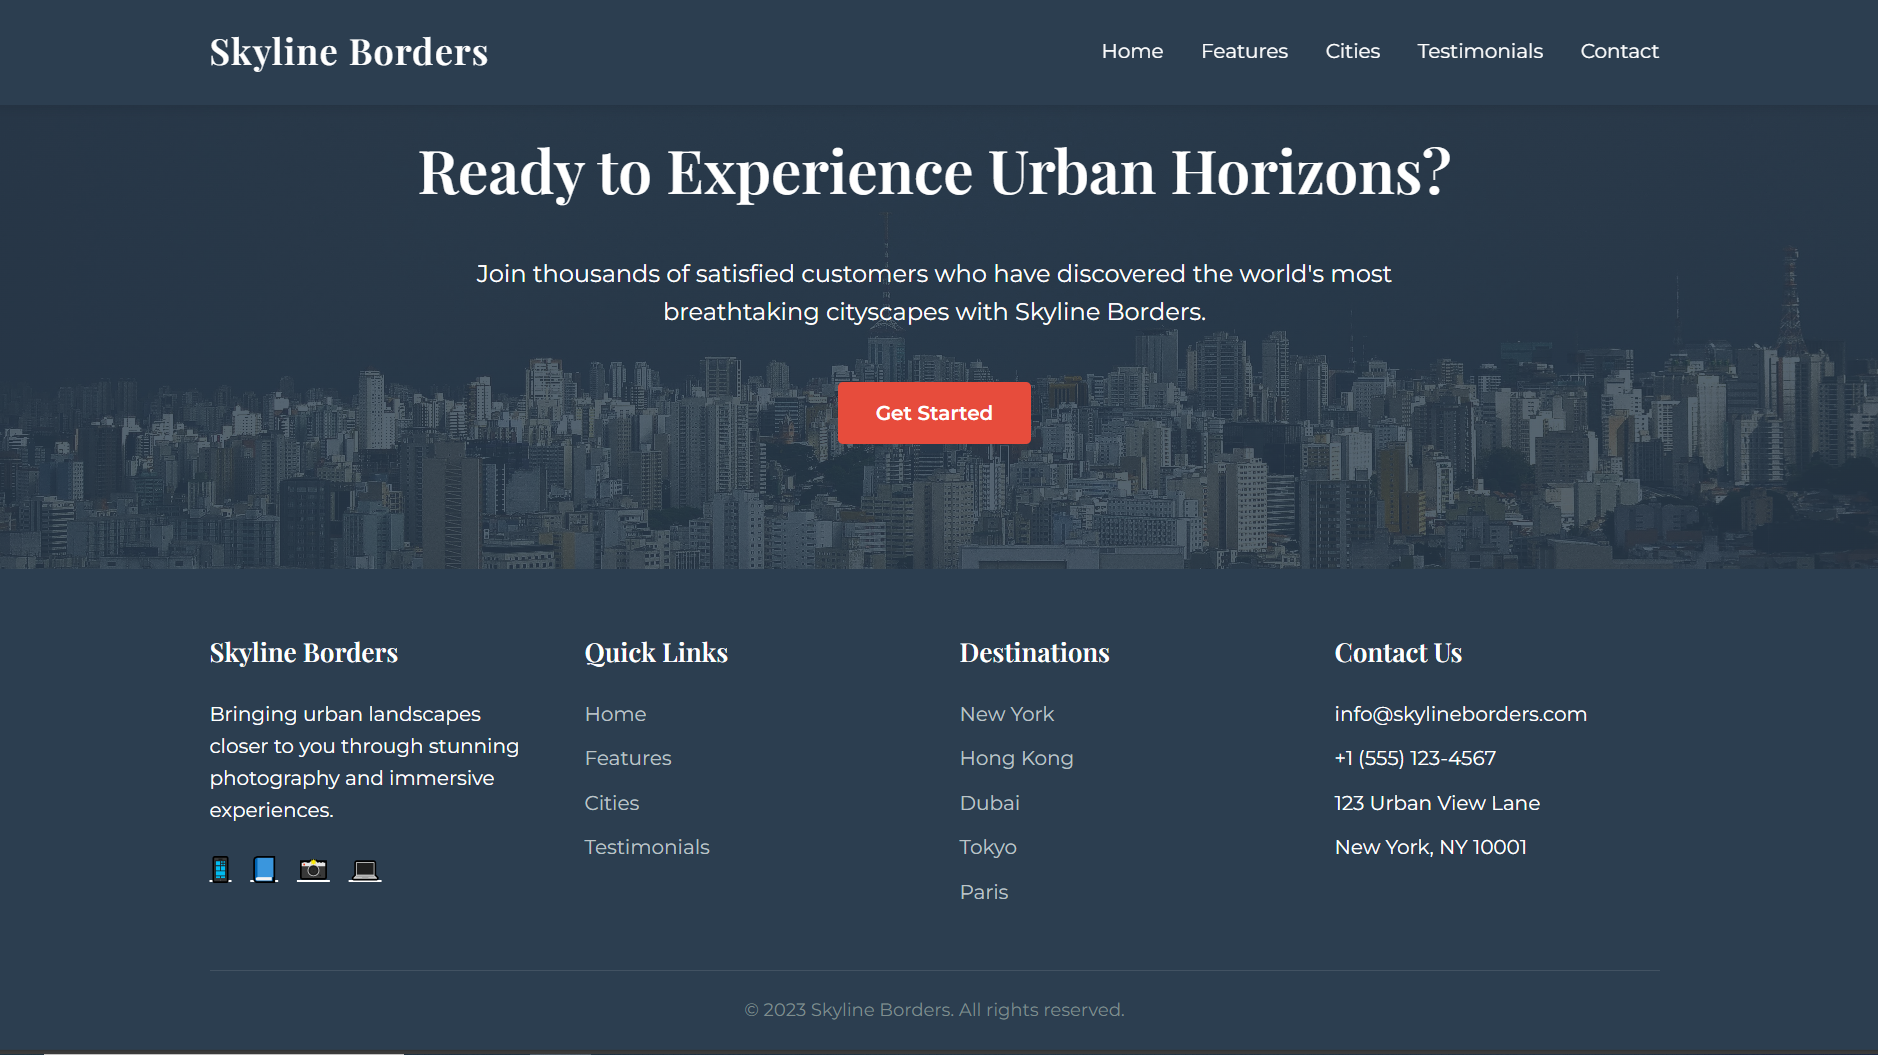 Skyline Borders
Home
Features
Cities
Testimonials
Contact
Ready to Experience Urban Horizons?
Join thousands of satisfied customers who have discovered the world's most
breathtaking cityscapes with Skyline Borders.
Get Started
Skyline Borders
Bringing urban landscapes
closer to you through stunning
photography and immersive
experiences.
Quick Links
Home
Features
Cities
Testimonials
Destinations
New York
Hong Kong
Dubai
Tokyo
Paris
Contact Us
info@skylineborders.com
+1 (555) 123-4567
123 Urban View Lane
New York, NY 10001
© 2023 Skyline Borders. All rights reserved.